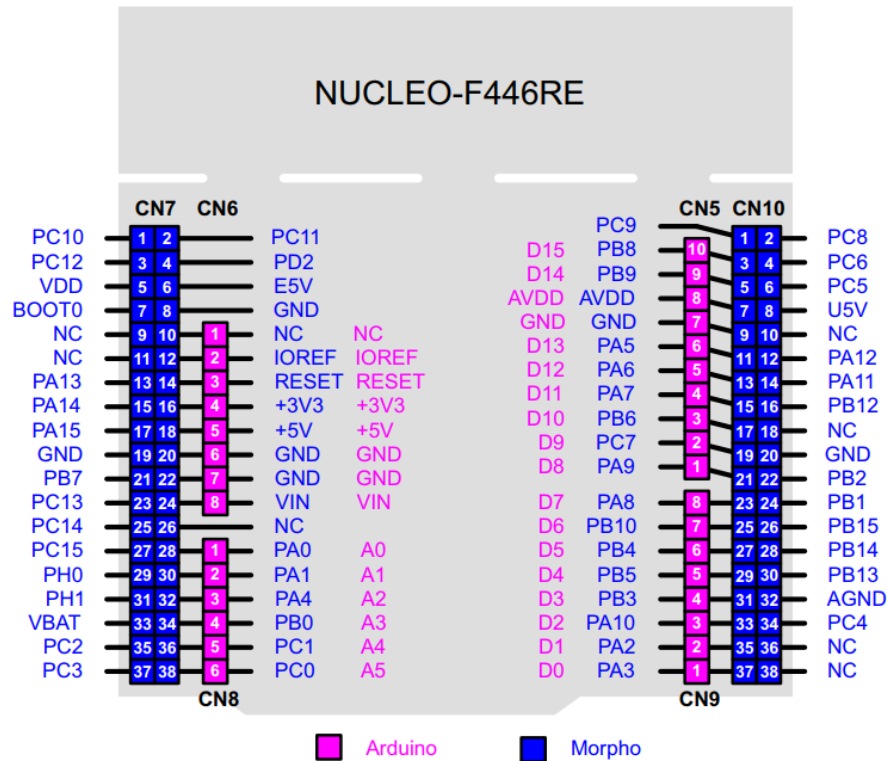 NUCLEO-F446RE
CN7 CN6 CN5 CN10
PC9
PC10 1 2 PC11 1 2 PC8
D15 PB8 10
PC12 3 4 PD2 3 4 PC6
D14 PB9 9
VDD 5 6 E5V 5 6 PC5
AVDD AVDD 8
BOOT0 7 8 GND 7 8 U5V
GND GND 7
NC 9 10 1 NC NC 9 10 NC
D13 PA5 6
NC 11 12 2 IOREF IOREF 11 12 PA12
D12 PA6 5
PA13 13 14 3 RESET RESET 13 14 PA11
D11 PA7 4
PA14 15 16 4 +3V3 +3V3 15 16 PB12
D10 PB6 3
PA15 17 18 5 +5V +5V 17 18 NC
D9 PC7 2
GND 19 20 6 GND GND 19 20 GND
D8 PA9 1
PB7 21 22 7 GND GND 21 22 PB2
PC13 23 24 8 VIN VIN D7 PA8 8 23 24 PB1
PC14 25 26 NC D6 PB10 7 25 26 PB15
PC15 27 28 1 PA0 A0 D5 PB4 6 27 28 PB14
PH0 29 30 2 PA1 A1 D4 PB5 5 29 30 PB13
PH1 31 32 3 PA4 A2 D3 PB3 4 31 32 AGND
VBAT 33 34 4 PB0 A3 D2 PA10 3 33 34 PC4
PC2 35 36 5 PC1 A4 D1 PA2 2 35 36 NC
PC3 37 38 6 PC0 A5 D0 PA3 1 37 38 NC
CN8 CN9
Arduino Morpho